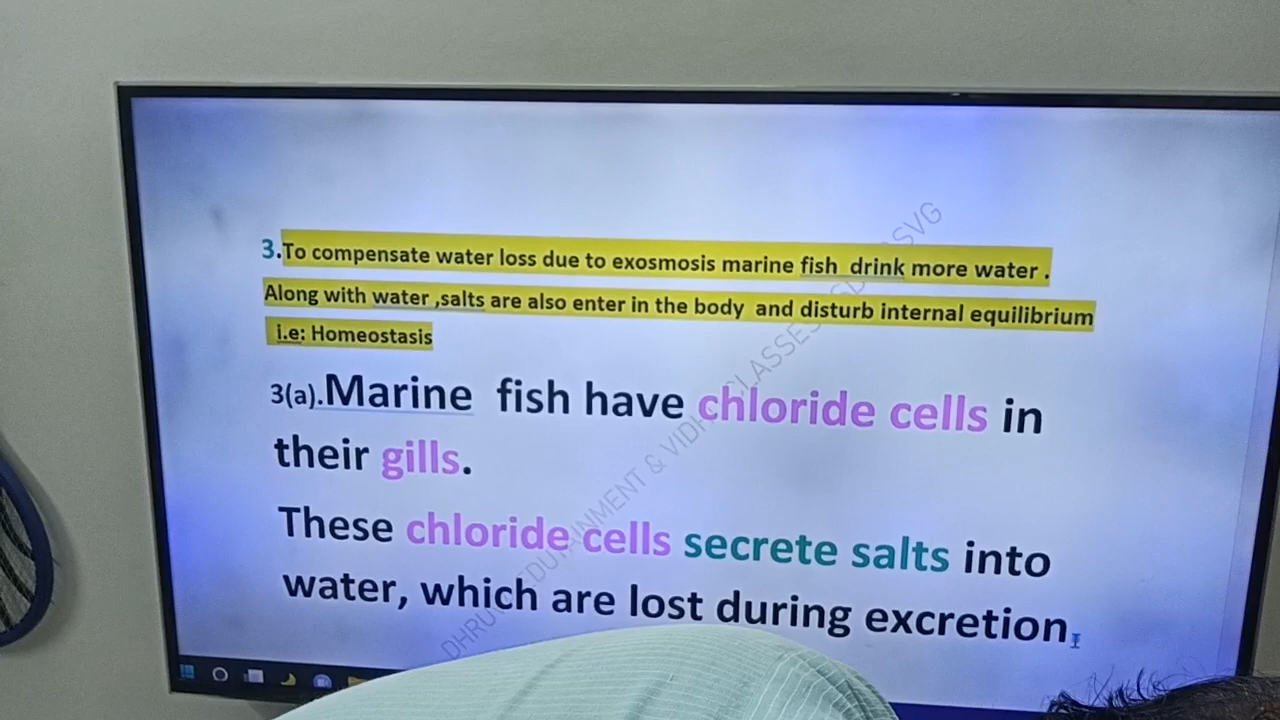 3.To compensate water loss due to exosmosis marine fish drink more water .
Along with water ,salts are also enter in the body and disturb internal equilibrium
i.e: Homeostasis
3(a).Marine fish have chloride cells in
their gills.
These chloride cells secrete salts into
water, which are lost during excretion.
& VIDH CLASSES